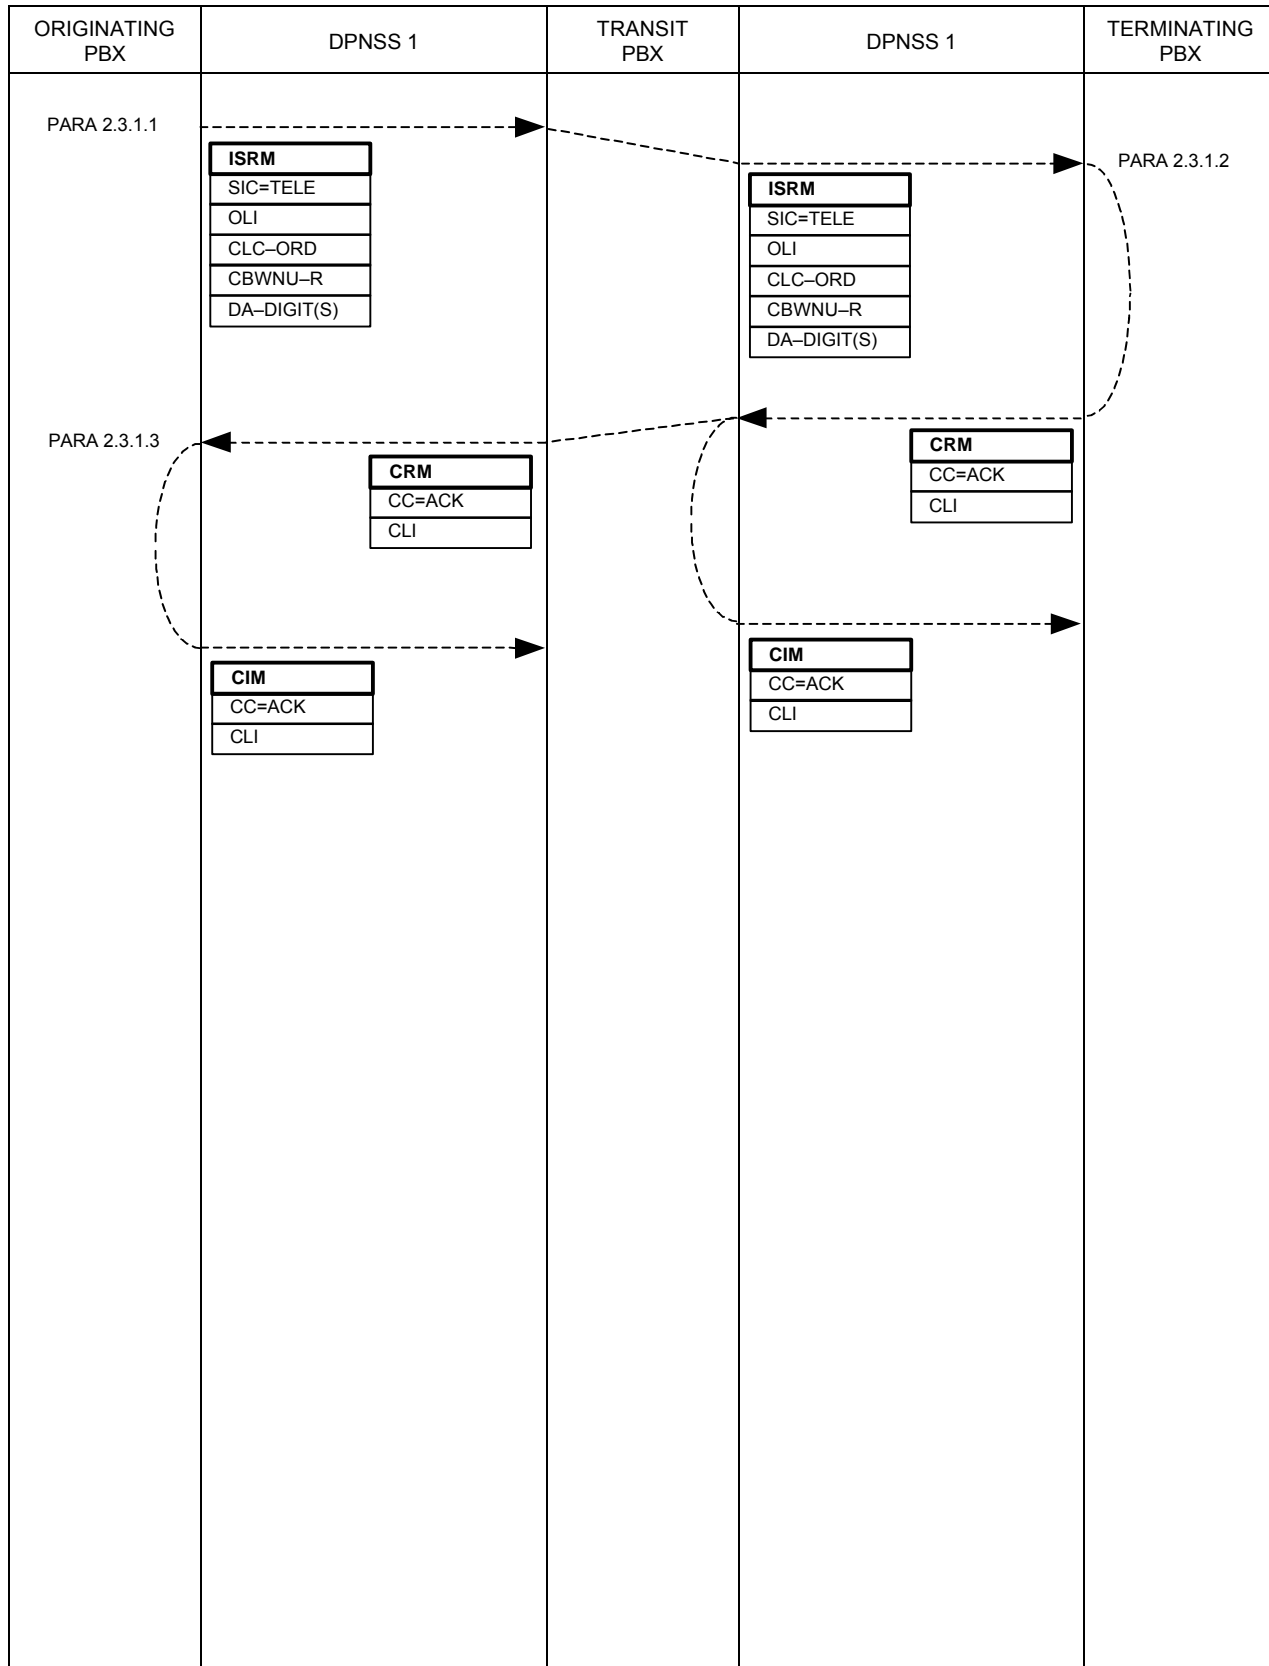 ORIGINATING
PBX
DPNSS 1
TRANSIT
PBX
DPNSS 1
TERMINATING
PBX
PARA 2.3.1.1
ISRM
SIC=TELE
OLI
CLC–ORD
CBWNU–R
DA–DIGIT(S)
PARA 2.3.1.2
ISRM
SIC=TELE
OLI
CLC–ORD
CBWNU–R
DA–DIGIT(S)
PARA 2.3.1.3
CRM
CC=ACK
CLI
CRM
CC=ACK
CLI
CIM
CC=ACK
CLI
CIM
CC=ACK
CLI